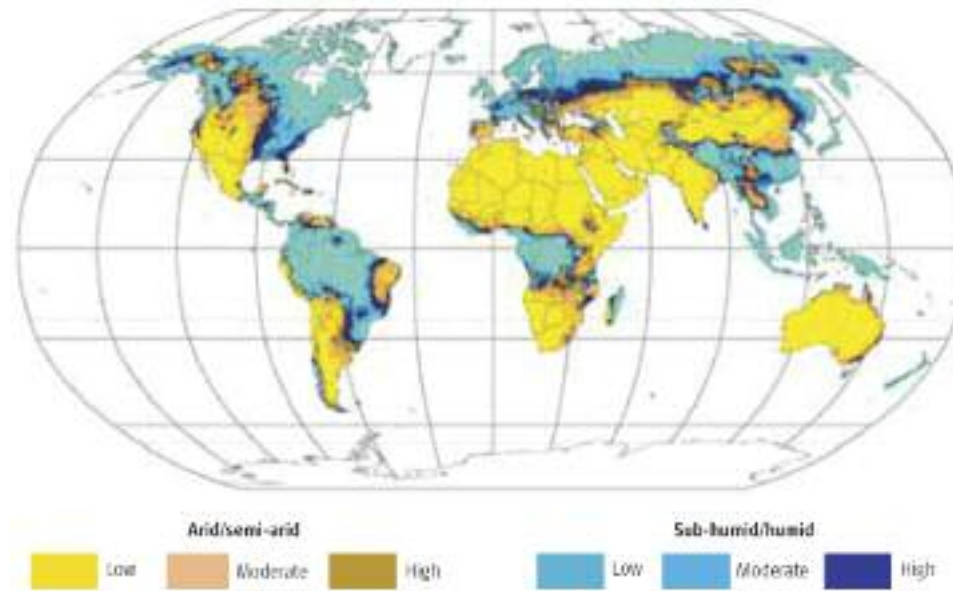 Arid/semi-arid
Low
Moderate
High
Sub-humid/humid
Low
Moderate
High